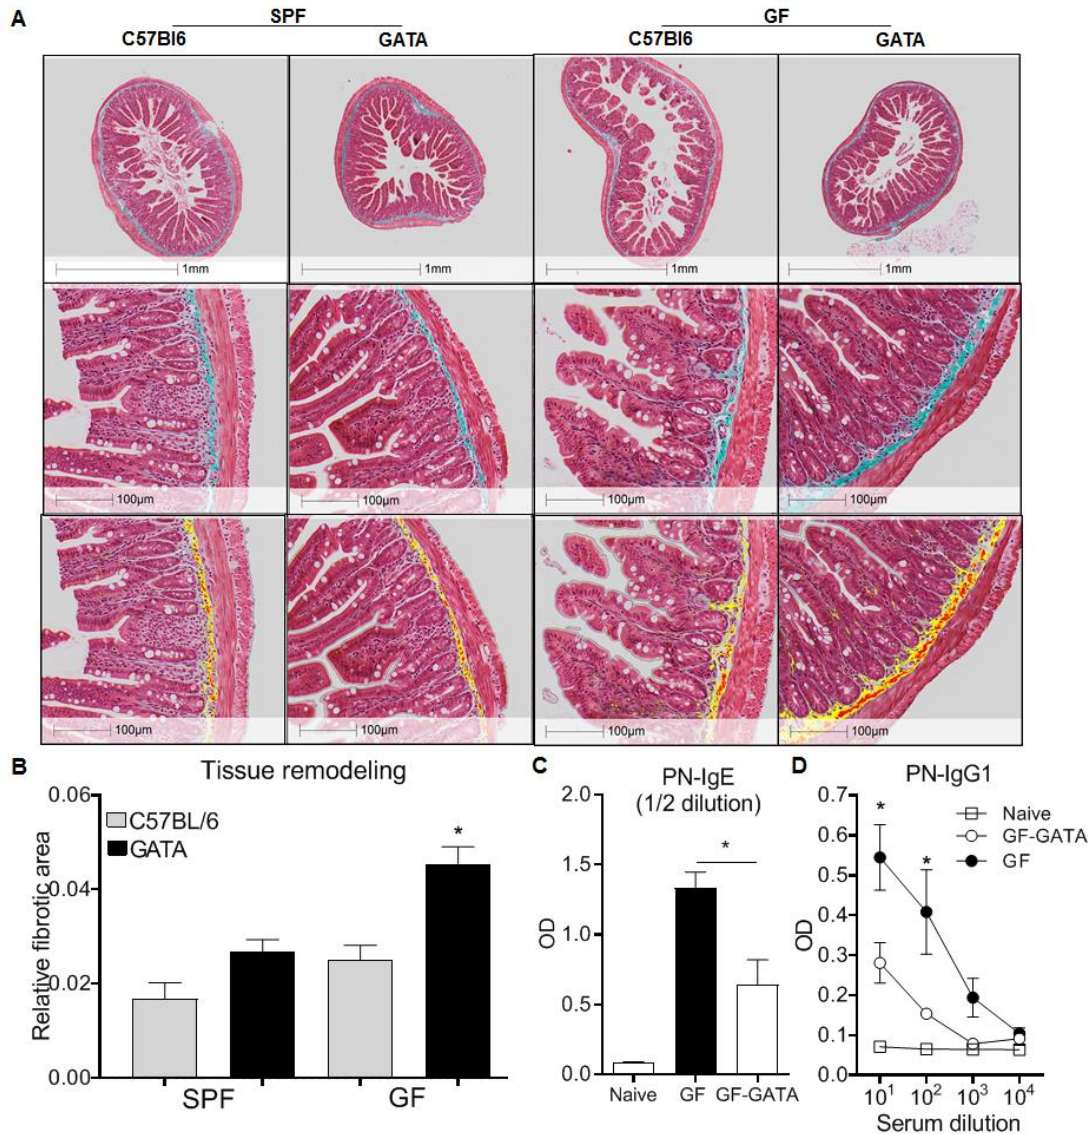 A
SPF
GF
C57Bl6
GATA
C57Bl6
GATA
1mm
1mm
1mm
1mm
100µm
100µm
100µm
100µm
100µm
100µm
100µm
100µm
B
Tissue remodeling
Relative fibrotic area
0.06
0.04
0.02
0.00
C57BL/6
GATA
*
SPF
GF
C
PN-IgE
(1/2 dilution)
OD
2.0
1.5
1.0
0.5
0.0
*
Naive
GF
GF-GATA
D
PN-IgG1
OD
0.7
0.6
0.5
0.4
0.3
0.2
0.1
0.0
*
*
Naive
GF-GATA
GF
10¹
10²
10³
10⁴
Serum dilution